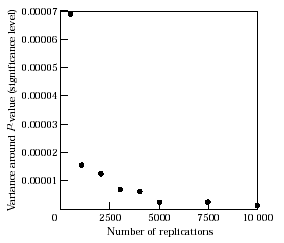 Variance around P value (significance level)
0.00007
0.00006
0.00005
0.00004
0.00003
0.00002
0.00001
0 2500 5000 7500 10 000
Number of replications